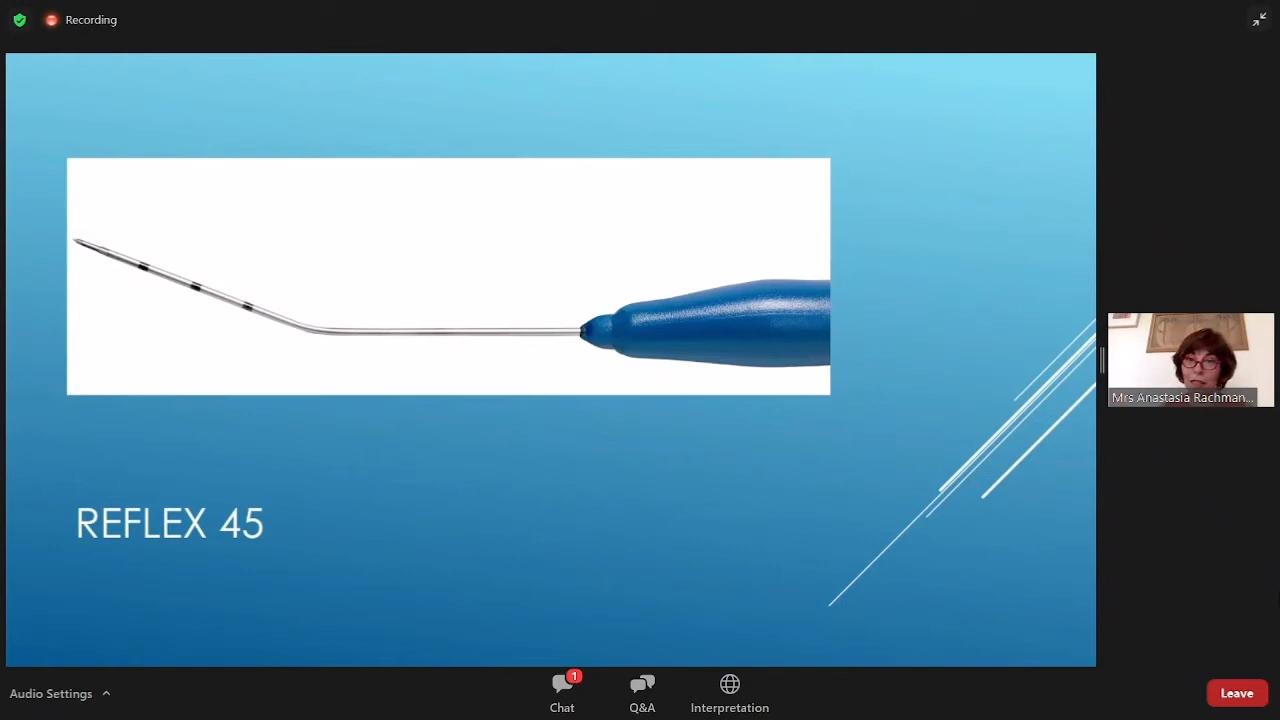 Recording
REFLEX 45
Mrs Anastasia Rachman...
Audio Settings
1
Chat
Q&A
Interpretation
Leave